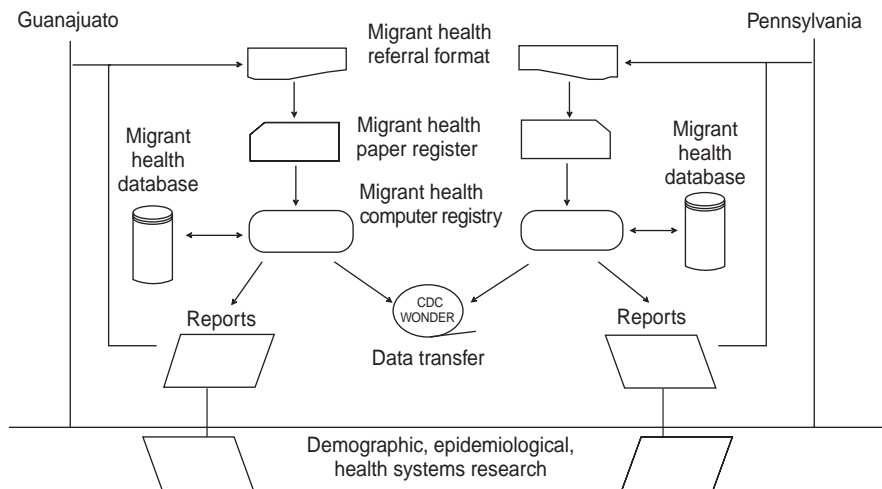 Guanajuato
Pennsylvania
Migrant health
referral format
Migrant health
paper register
Migrant
health
database
Migrant
health
database
Migrant health
computer registry
CDC
WONDER
Reports
Reports
Data transfer
Demographic, epidemiological,
health systems research